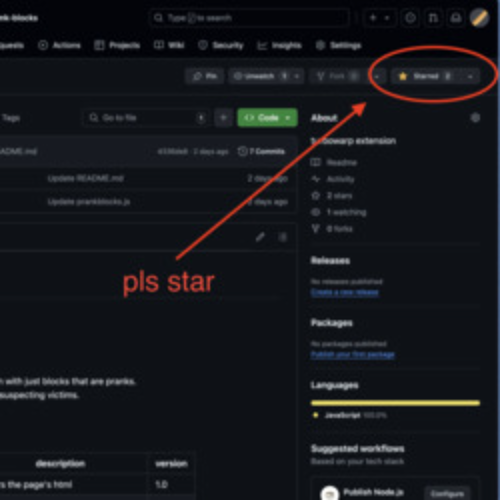 nk-blocks
Type / to search
quests
Actions
Projects
Wiki
Security
Insights
Settings
Pin
Unwatch 1
Fork 0
Starred 2
Tags
Go to file
t
Code
About
extension
ADME.md
2 days ago
7 Commits
Readme
Update README.md
2 days ago
Activity
2 stars
Update prankblocks.js
days ago
1 watching
0 forks
Releases
No releases published
Create a new release
pls star
Packages
No packages published
Publish your first package
n with just blocks that are pranks.
suspecting victims.
Languages
JavaScript 100.0%
Suggested workflows
Based on your tech stack
description
version
rs the page's html
1.0
Publish Node.js
Configure